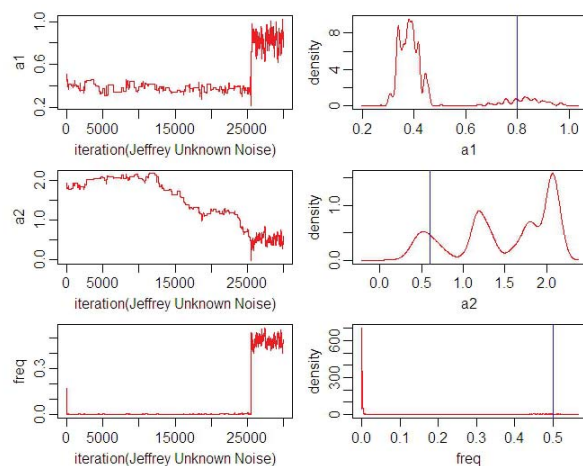 a1
0.2 0.6 1.0
0 5000 15000 25000
iteration(Jeffrey Unknown Noise)
density
0 4 8
0.2 0.4 0.6 0.8 1.0
a1
a2
0.0 1.0 2.0
0 5000 15000 25000
iteration(Jeffrey Unknown Noise)
density
0.0 1.0
0.0 0.5 1.0 1.5 2.0
a2
freq
0.0 0.3
0 5000 15000 25000
iteration(Jeffrey Unknown Noise)
density
0 300 600
0.0 0.1 0.2 0.3 0.4 0.5
freq